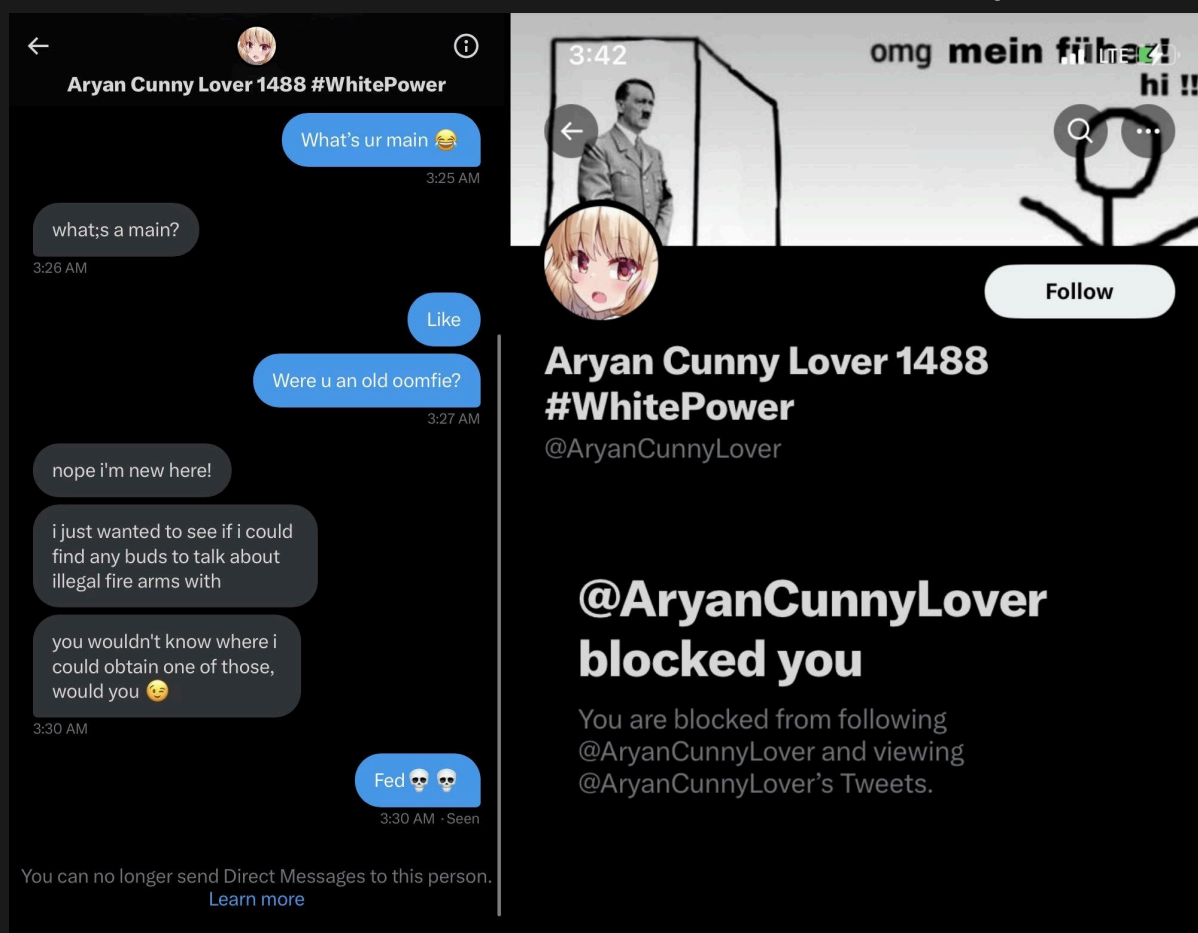 Aryan Cunny Lover 1488 #WhitePower
What's ur main 😂
3:25 AM
what;s a main?
3:26 AM
Like
Were u an old oomfie?
3:27 AM
nope i'm new here!
i just wanted to see if i could
find any buds to talk about
illegal fire arms with
you wouldn't know where i
could obtain one of those,
would you 😉
3:30 AM
Fed💀💀
3:30 AM · Seen
You can no longer send Direct Messages to this person.
Learn more
3:42
LTE
omg mein führer!
hi !!
Follow
Aryan Cunny Lover 1488
#WhitePower
@AryanCunnyLover
@AryanCunnyLover
blocked you
You are blocked from following
@AryanCunnyLover and viewing
@AryanCunnyLover's Tweets.